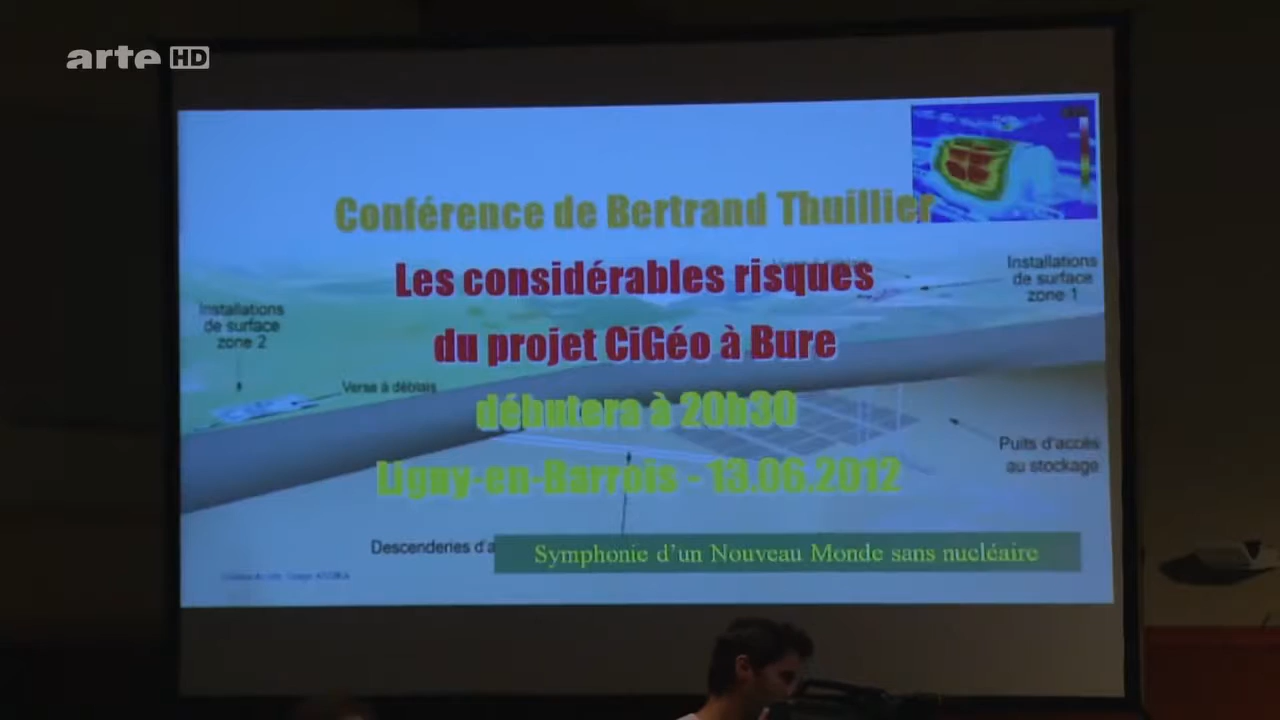 arte HD
Conférence de Bertrand Thuillier
Les considérables risques
Installations
de surface
zone 1
Installations
de surface
zone 2
du projet CiGéo à Bure
Verse à déblais
débutera à 20h30
Puits d'accès
au stockage
Ligny-en-Barrois - 13.06.2012
Descenderies d'a
Symphonie d'un Nouveau Monde sans nucléaire